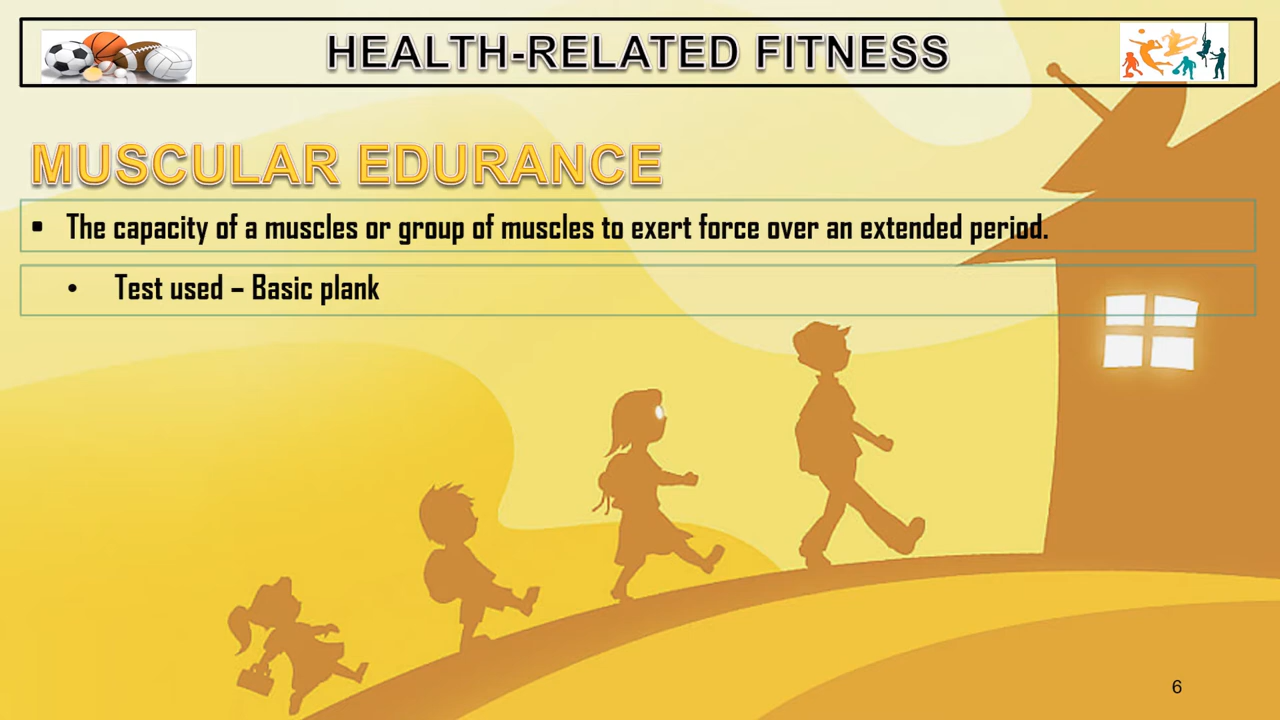 HEALTH-RELATED FITNESS
MUSCULAR EDURANCE
▪ The capacity of a muscles or group of muscles to exert force over an extended period.
• Test used – Basic plank
6